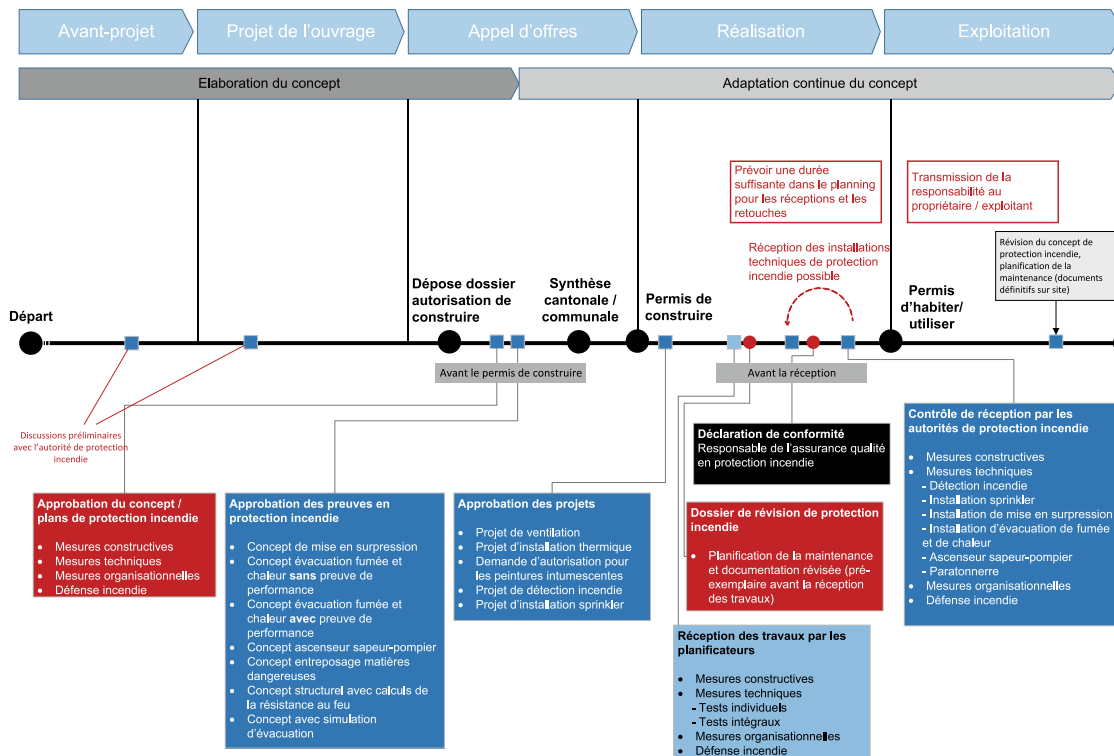 Avant-projet
Projet de l'ouvrage
Appel d'offres
Réalisation
Exploitation
Elaboration du concept
Adaptation continue du concept
Prévoir une durée
suffisante dans le planning
pour les réceptions et les
retouches
Transmission de la
responsabilité au
propriétaire / exploitant
Réception des installations
techniques de protection
incendie possible
Révision du concept de
protection incendie,
planification de la
maintenance (documents
définitifs sur site)
Départ
Dépose dossier
autorisation de
construire
Synthèse
cantonale /
communale
Permis de
construire
Permis
d'habiter/
utiliser
Avant le permis de construire
Avant la réception
Discussions préliminaires
avec l'autorité de protection
incendie
Approbation du concept /
plans de protection incendie
• Mesures constructives
• Mesures techniques
• Mesures organisationnelles
• Défense incendie
Approbation des preuves en
protection incendie
• Concept de mise en surpression
• Concept évacuation fumée et
chaleur sans preuve de
performance
• Concept évacuation fumée et
chaleur avec preuve de
performance
• Concept ascenseur sapeur-pompier
• Concept entreposage matières
dangereuses
• Concept structurel avec calculs de
la résistance au feu
• Concept avec simulation
d'évacuation
Approbation des projets
• Projet de ventilation
• Projet d'installation thermique
• Demande d'autorisation pour
les peintures intumescentes
• Projet de détection incendie
• Projet d'installation sprinkler
Déclaration de conformité
Responsable de l'assurance qualité
en protection incendie
Dossier de révision de protection
incendie
• Planification de la maintenance
et documentation révisée (pré-
exemplaire avant la réception
des travaux)
Réception des travaux par les
planificateurs
• Mesures constructives
• Mesures techniques
- Tests individuels
- Tests intégraux
• Mesures organisationnelles
• Défense incendie
Contrôle de réception par les
autorités de protection incendie
• Mesures constructives
• Mesures techniques
- Détection incendie
- Installation sprinkler
- Installation de mise en surpression
- Installation d'évacuation de fumée
et de chaleur
- Ascenseur sapeur-pompier
- Paratonnerre
• Mesures organisationnelles
• Défense incendie